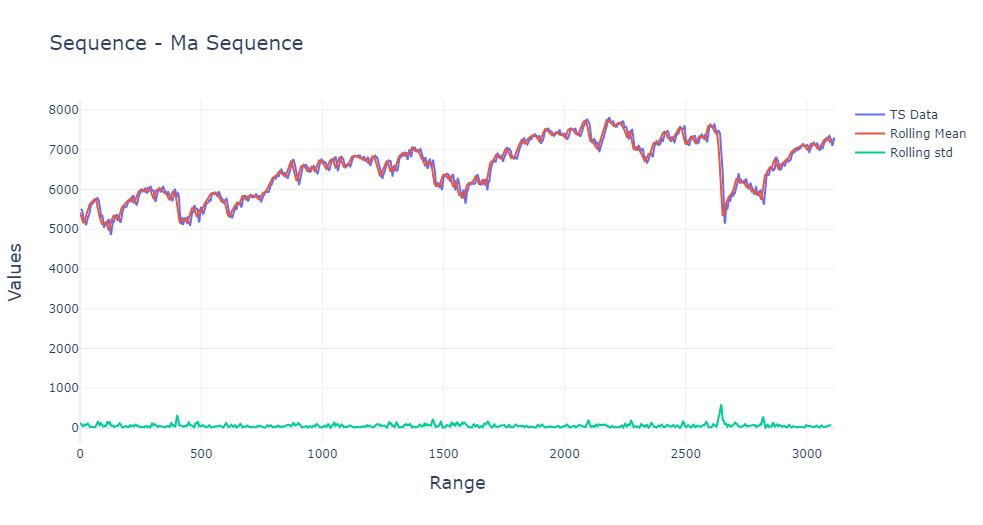 Sequence - Ma Sequence
TS Data
Rolling Mean
Rolling std
Values
8000
7000
6000
5000
4000
3000
2000
1000
0
0
500
1000
1500
2000
2500
3000
Range